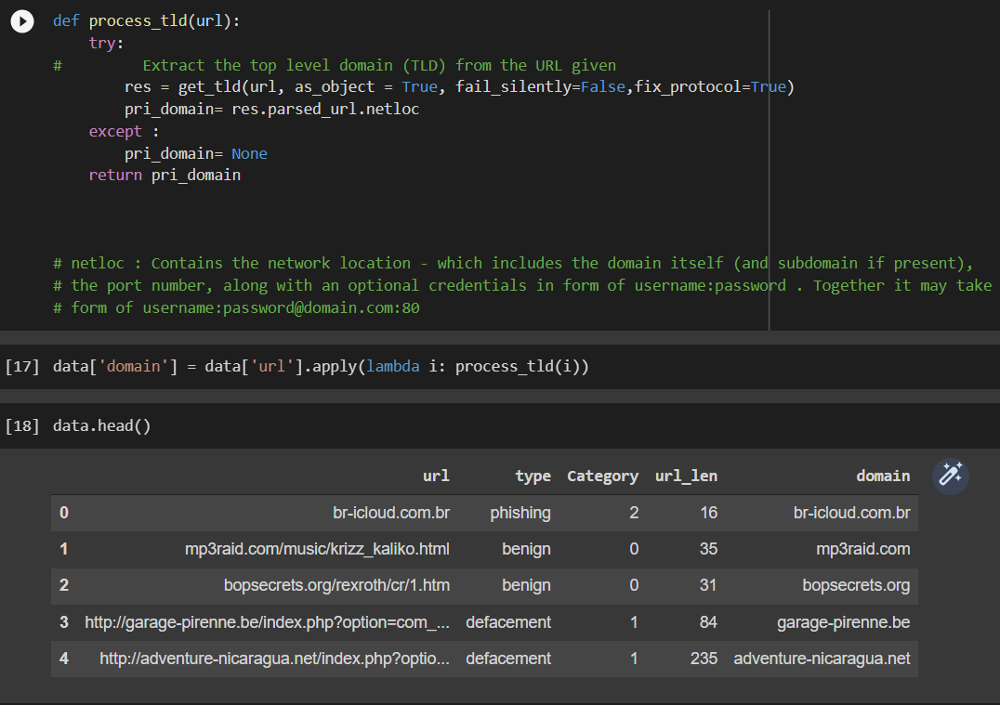 def process_tld(url):
    try:
#         Extract the top level domain (TLD) from the URL given
        res = get_tld(url, as_object = True, fail_silently=False,fix_protocol=True)
        pri_domain= res.parsed_url.netloc
    except :
        pri_domain= None
    return pri_domain
# netloc : Contains the network location - which includes the domain itself (and subdomain if present),
# the port number, along with an optional credentials in form of username:password . Together it may take
# form of username:password@domain.com:80
[17] data['domain'] = data['url'].apply(lambda i: process_tld(i))
[18] data.head()
url type Category url_len domain
0 br-icloud.com.br phishing 2 16 br-icloud.com.br
1 mp3raid.com/music/krizz_kaliko.html benign 0 35 mp3raid.com
2 bopsecrets.org/rexroth/cr/1.htm benign 0 31 bopsecrets.org
3 http://garage-pirenne.be/index.php?option=com_... defacement 1 84 garage-pirenne.be
4 http://adventure-nicaragua.net/index.php?optio... defacement 1 235 adventure-nicaragua.net